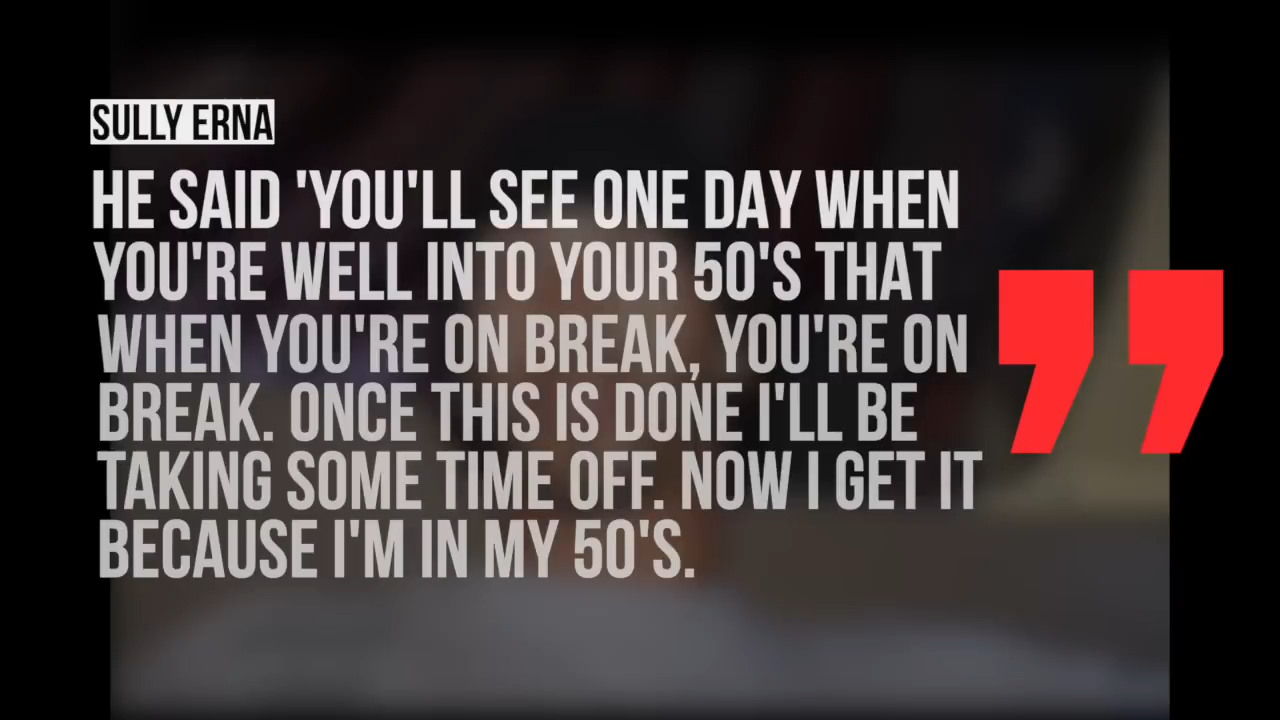 SULLY ERNA
HE SAID 'YOU'LL SEE ONE DAY WHEN
YOU'RE WELL INTO YOUR 50'S THAT
WHEN YOU'RE ON BREAK, YOU'RE ON
BREAK. ONCE THIS IS DONE I'LL BE
TAKING SOME TIME OFF. NOW I GET IT
BECAUSE I'M IN MY 50'S.
”